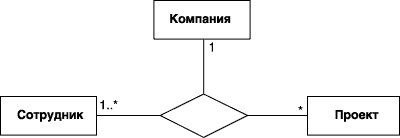 Компания
1
Сотрудник
1..*
*
Проект